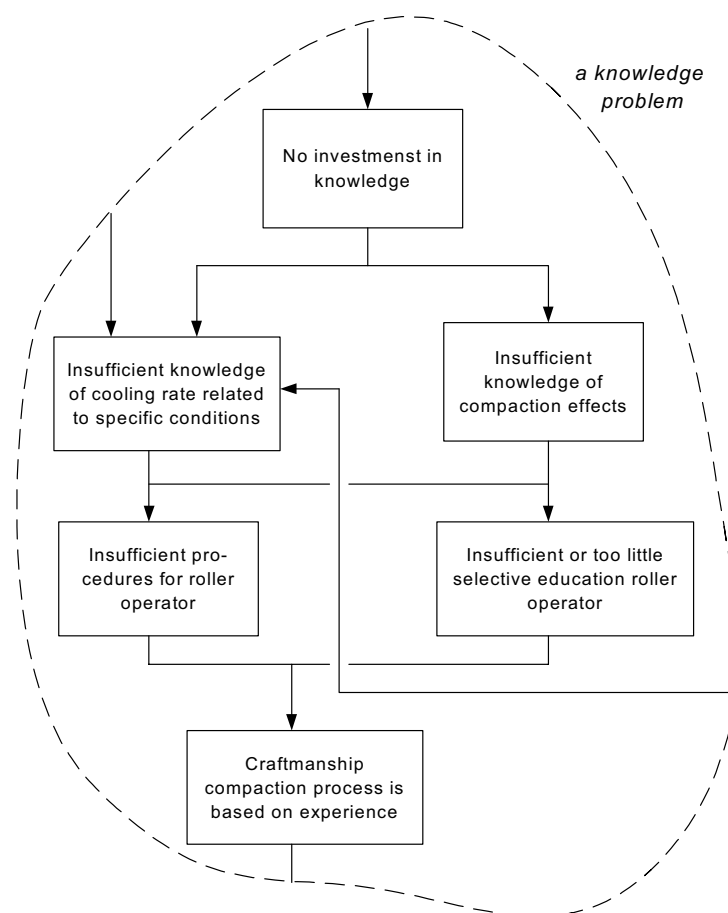 a knowledge
problem
No investmenst in
knowledge
Insufficient knowledge
of cooling rate related
to specific conditions
Insufficient
knowledge of
compaction effects
Insufficient pro-
cedures for roller
operator
Insufficient or too little
selective education roller
operator
Craftmanship
compaction process is
based on experience